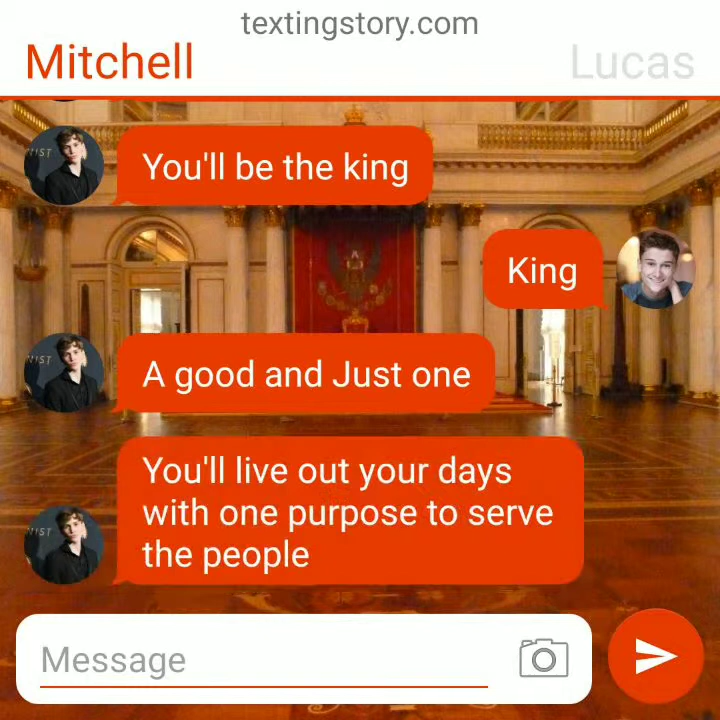 textingstory.com
Mitchell
Lucas
You'll be the king
King
A good and Just one
You'll live out your days
with one purpose to serve
the people
Message